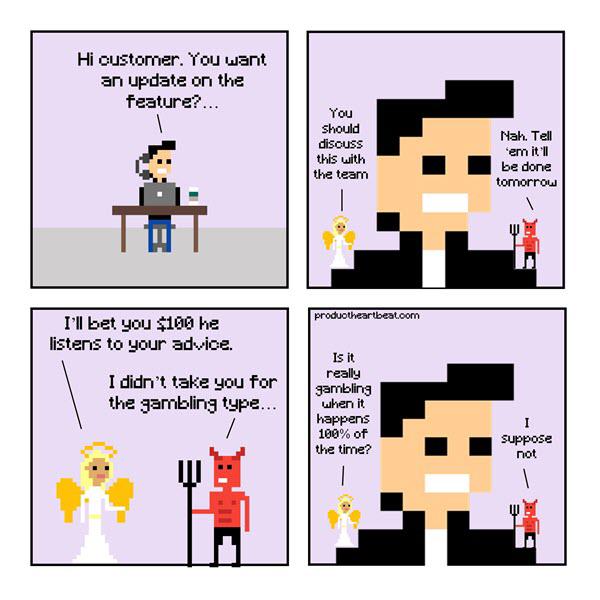 Hi customer. You want
an update on the
feature?...
You
should
discuss
this with
the team
Nah. Tell
'em it'll
be done
tomorrow
I'll bet you $100 he
listens to your advice.
I didn't take you for
the gambling type...
productheartbeat.com
Is it
really
gambling
when it
happens
100% of
the time?
I
suppose
not